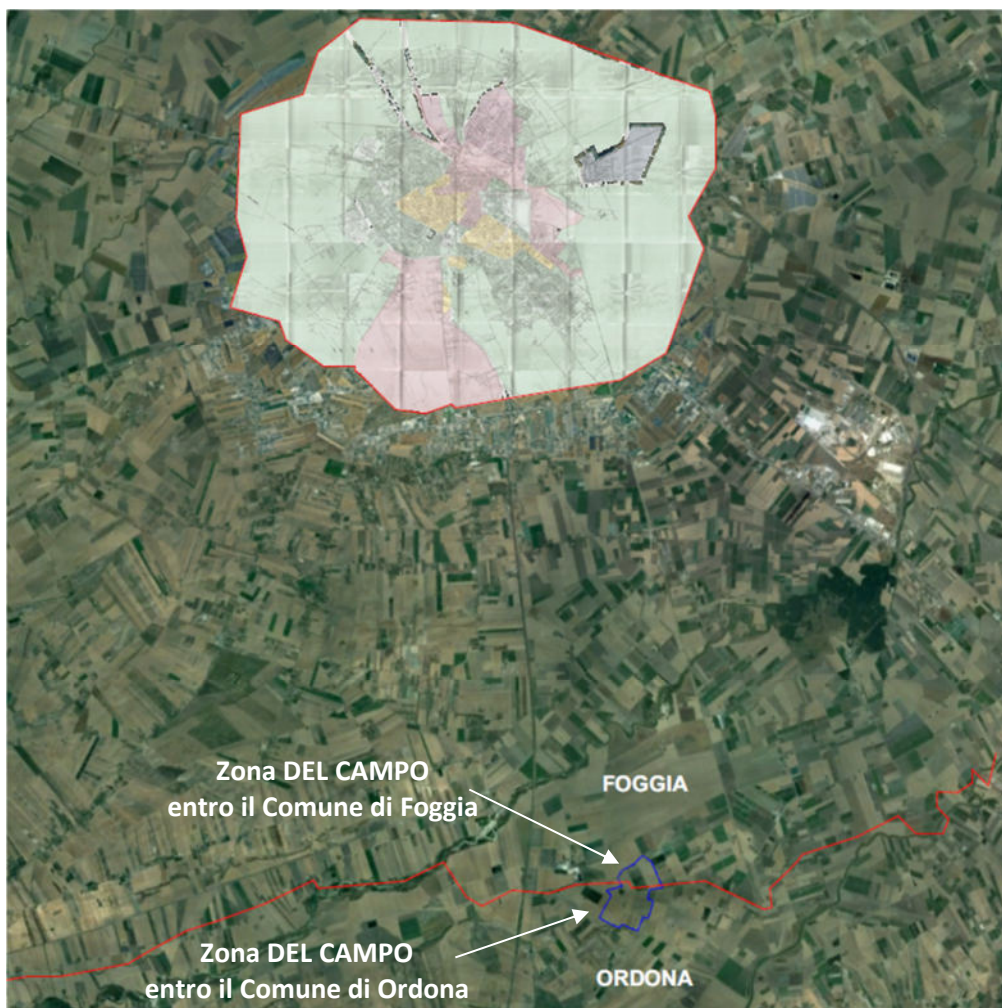 Zona DEL CAMPO
entro il Comune di Foggia
FOGGIA
Zona DEL CAMPO
entro il Comune di Ordona
ORDONA